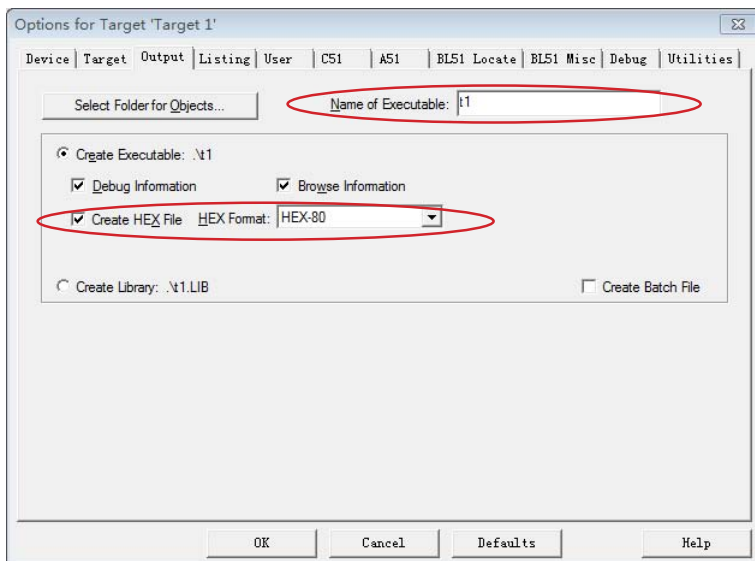 Options for Target 'Target 1'
Device Target Output Listing User C51 A51 BL51 Locate BL51 Misc Debug Utilities
Select Folder for Objects... Name of Executable: t1
Create Executable: .\t1
Debug Information Browse Information
Create HEX File HEX Format: HEX-80
Create Library: .\t1.LIB Create Batch File
OK Cancel Defaults Help